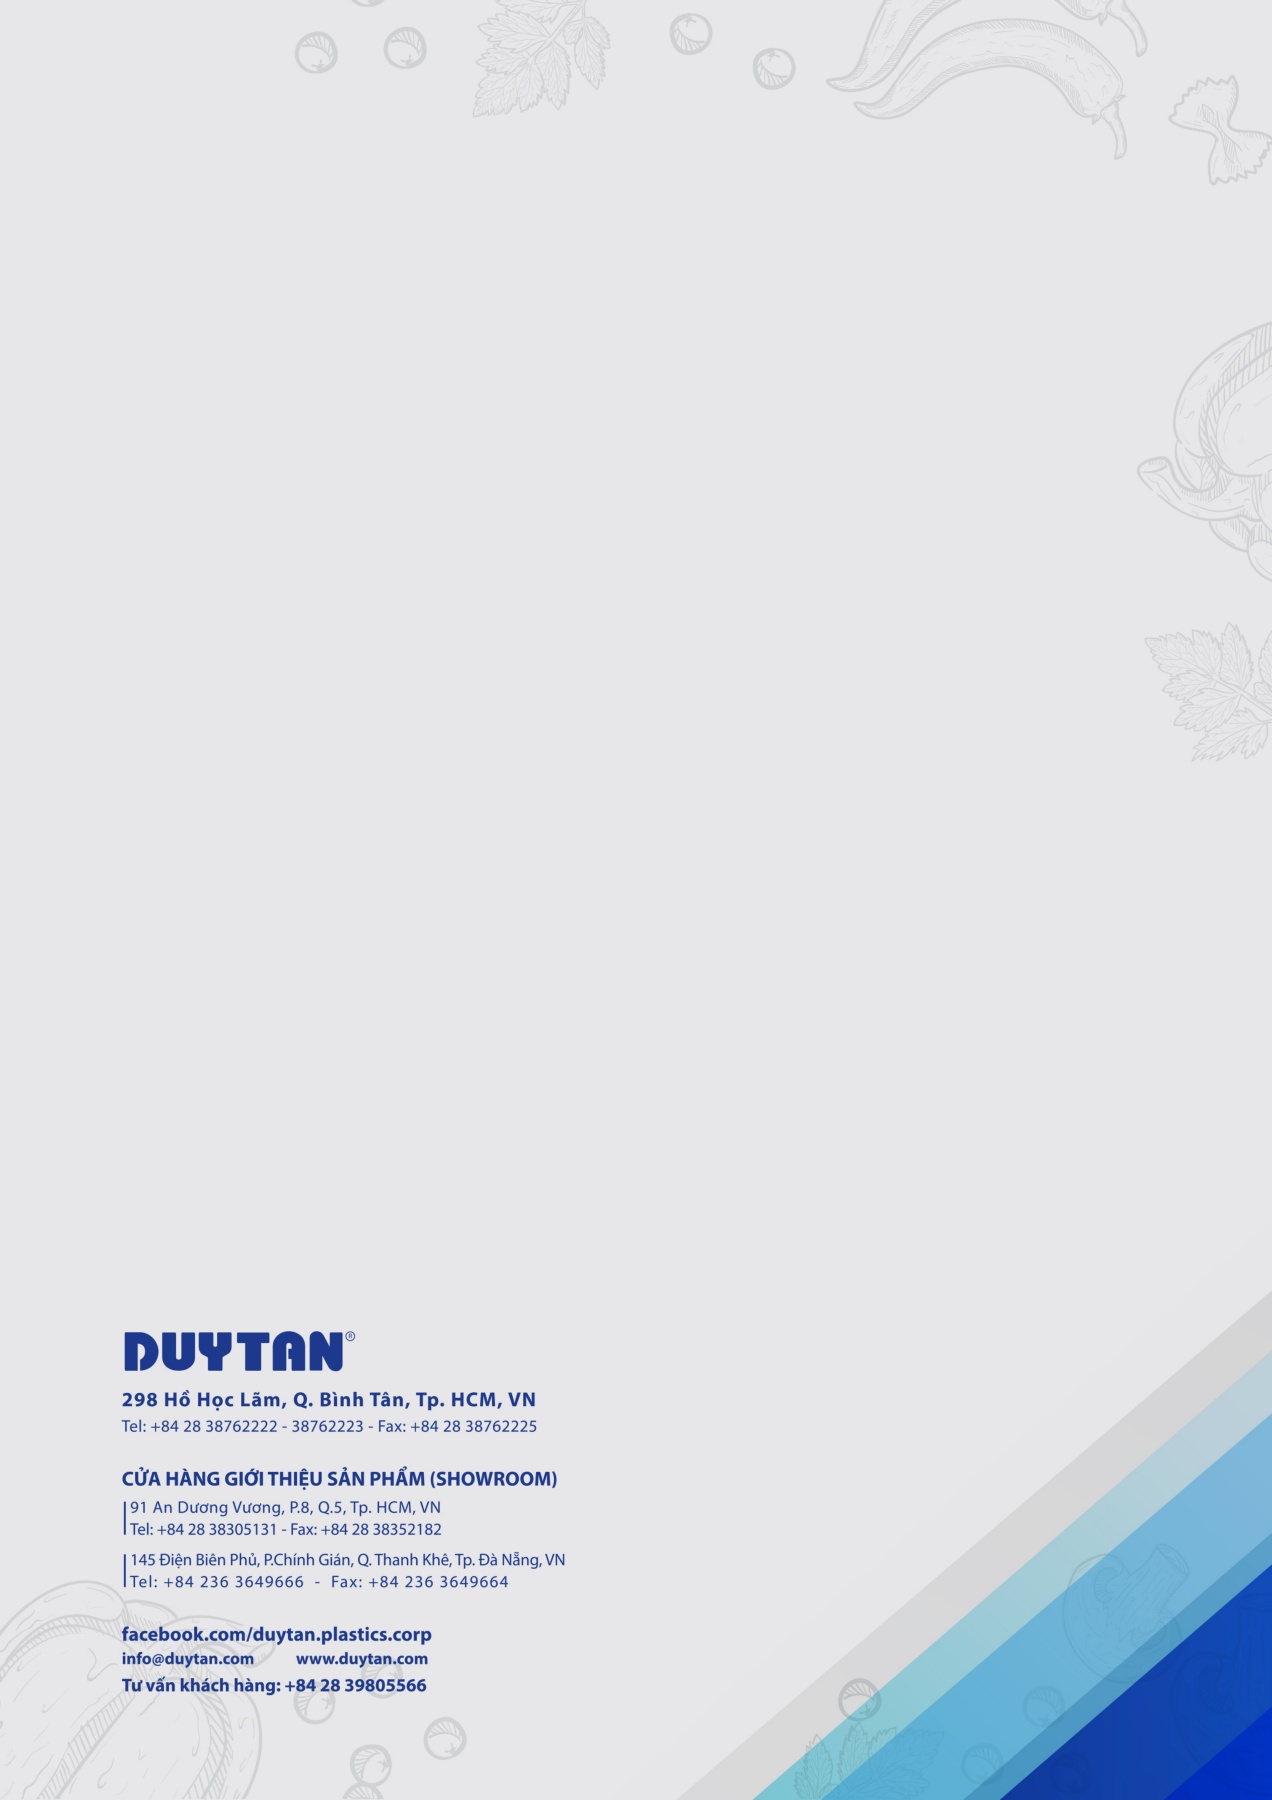 DUYTAN®
298 Hồ Học Lãm, Q. Bình Tân, Tp. HCM, VN
Tel: +84 28 38762222 - 38762223 - Fax: +84 28 38762225
CỬA HÀNG GIỚI THIỆU SẢN PHẨM (SHOWROOM)
91 An Dương Vương, P.8, Q.5, Tp. HCM, VN
Tel: +84 28 38305131 - Fax: +84 28 38352182
145 Điện Biên Phủ, P.Chính Gián, Q. Thanh Khê, Tp. Đà Nẵng, VN
Tel: +84 236 3649666 - Fax: +84 236 3649664
facebook.com/duytan.plastics.corp
info@duytan.com www.duytan.com
Tư vấn khách hàng: +84 28 39805566